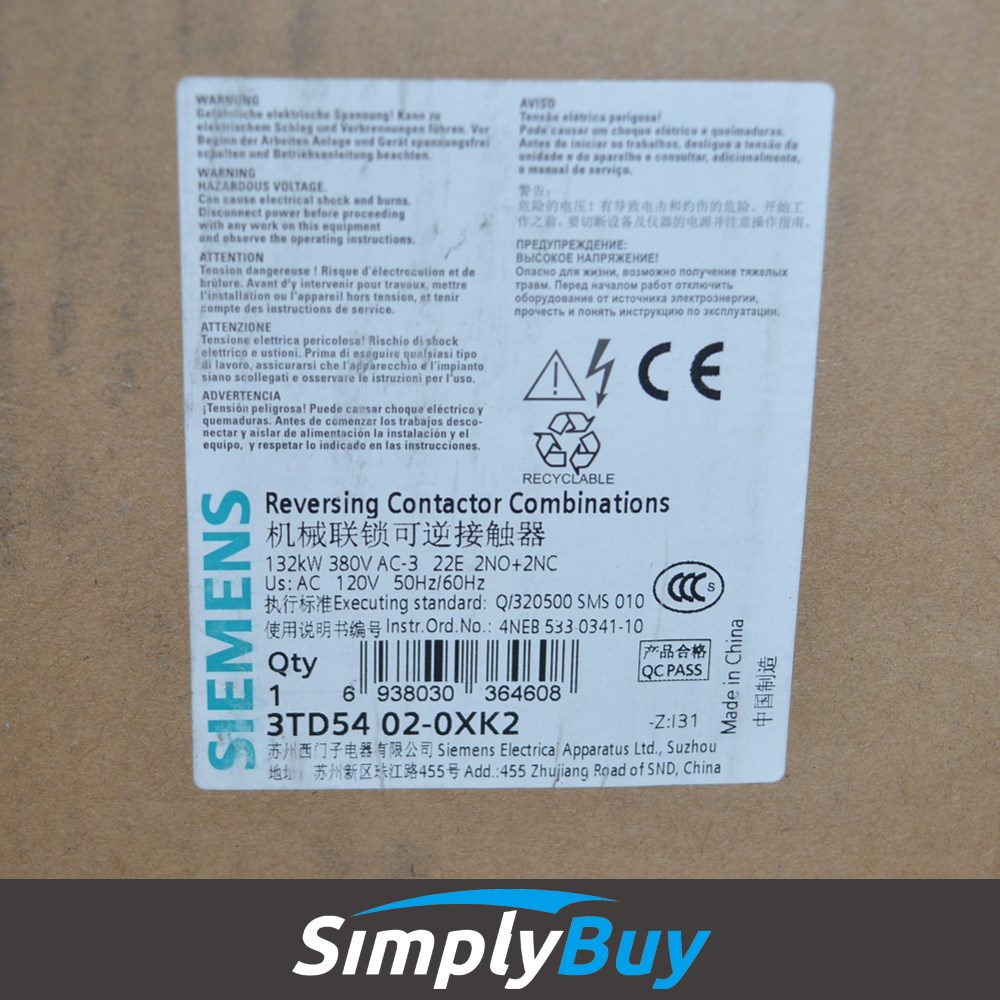 WARNUNG
Gefährliche elektrische Spannung! Kann zu
elektrischem Schlag und Verbrennungen führen. Vor
Beginn der Arbeiten Anlage und Gerät spannungsfrei
schalten und Betriebsanleitung beachten.
WARNING
HAZARDOUS VOLTAGE.
Can cause electrical shock and burns.
Disconnect power before proceeding
with any work on this equipment
and observe the operating instructions.
ATTENTION
Tension dangereuse ! Risque d'électrocution et de
brûlure. Avant d'y intervenir pour travaux, mettre
l'installation ou l'appareil hors tension, et tenir
compte des instructions de service.
ATTENZIONE
Tensione elettrica pericolosa! Rischio di shock
elettrico e ustioni. Prima di eseguire qualsiasi tipo
di lavoro, assicurarsi che l'apparecchio e l'impianto
siano scollegati e osservare le istruzioni per l'uso.
ADVERTENCIA
¡Tensión peligrosa! Puede causar choque eléctrico y
quemaduras. Antes de comenzar los trabajos desco-
nectar y aislar de alimentación la instalación y el
equipo, y respetar lo indicado en las instrucciones.
AVISO
Tensão elétrica perigosa!
Pode causar um choque elétrico e queimaduras.
Antes de iniciar os trabalhos, desligue a tensão da
unidade e do aparelho e consultar, adicionalmente,
o manual de serviço.
警告:
危险的电压!有导致电击和灼伤的危险。开始工
作之前,要切断设备及仪器的电源并注意操作指南。
ПРЕДУПРЕЖДЕНИЕ:
ВЫСОКОЕ НАПРЯЖЕНИЕ!
Опасно для жизни, возможно получение тяжелых
травм. Перед началом работ отключить
оборудование от источника электроэнергии,
прочесть и понять инструкцию по эксплуатации.
CE
RECYCLABLE
SIEMENS
Reversing Contactor Combinations
机械联锁可逆接触器
132kW 380V AC-3 22E 2NO+2NC
Us: AC 120V 50Hz/60Hz
执行标准Executing standard: Q/320500 SMS 010
CCC S
使用说明书编号Instr.Ord.No.: 4NEB 533 0341-10
Qty
1
6 938030 364608
产品合格
QC PASS
Made in China
中国制造
3TD54 02-0XK2
-Z:I31
苏州西门子电器有限公司 Siemens Electrical Apparatus Ltd., Suzhou
地址 苏州新区珠江路455号 Add.:455 Zhujiang Road of SND, China
SimplyBuy